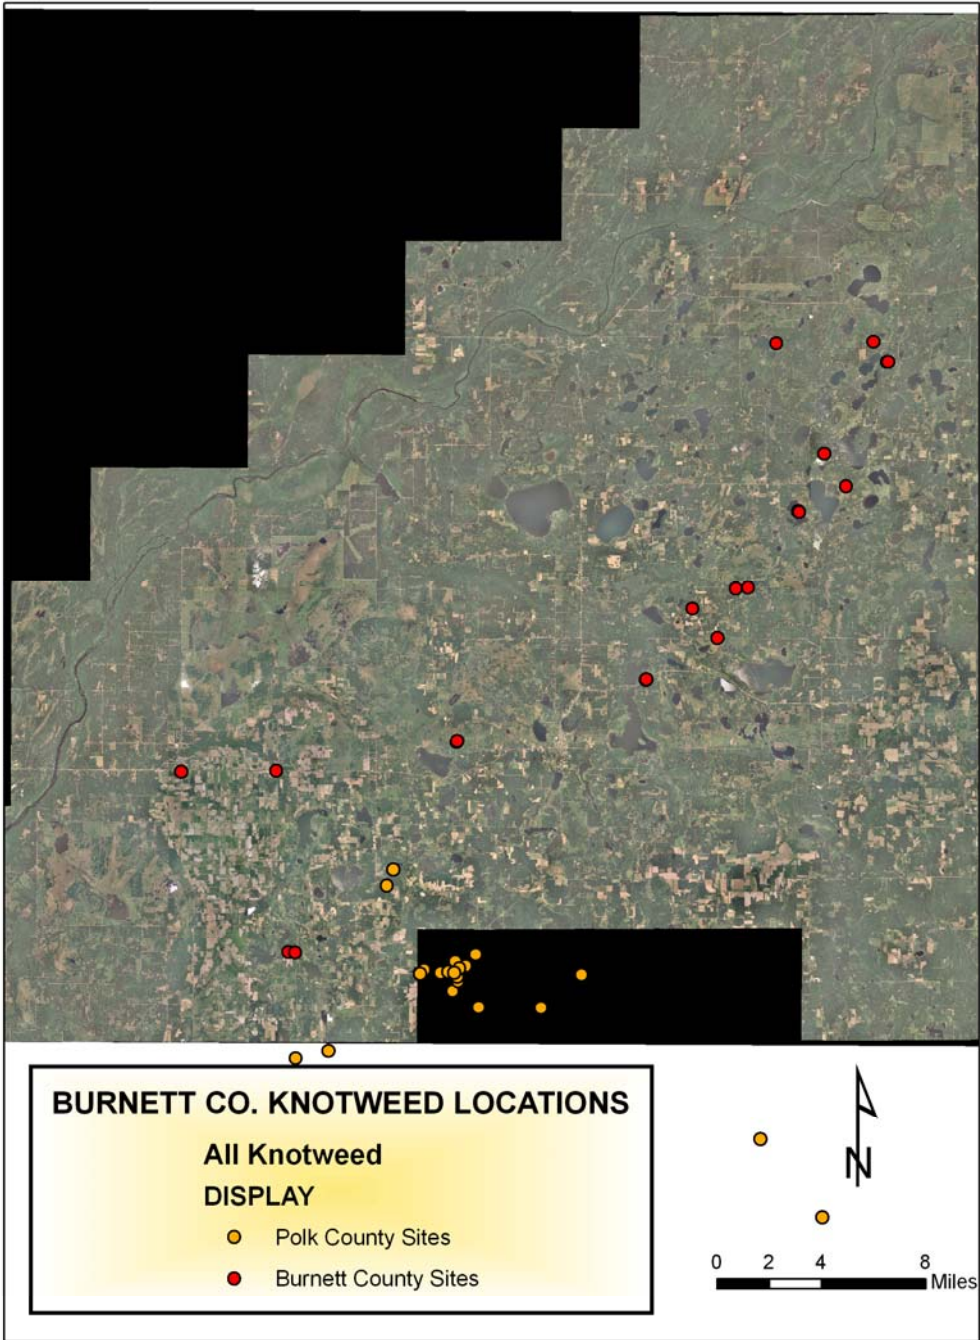 BURNETT CO. KNOTWEED LOCATIONS
All Knotweed
DISPLAY
Polk County Sites
Burnett County Sites
N
0 2 4 8
Miles